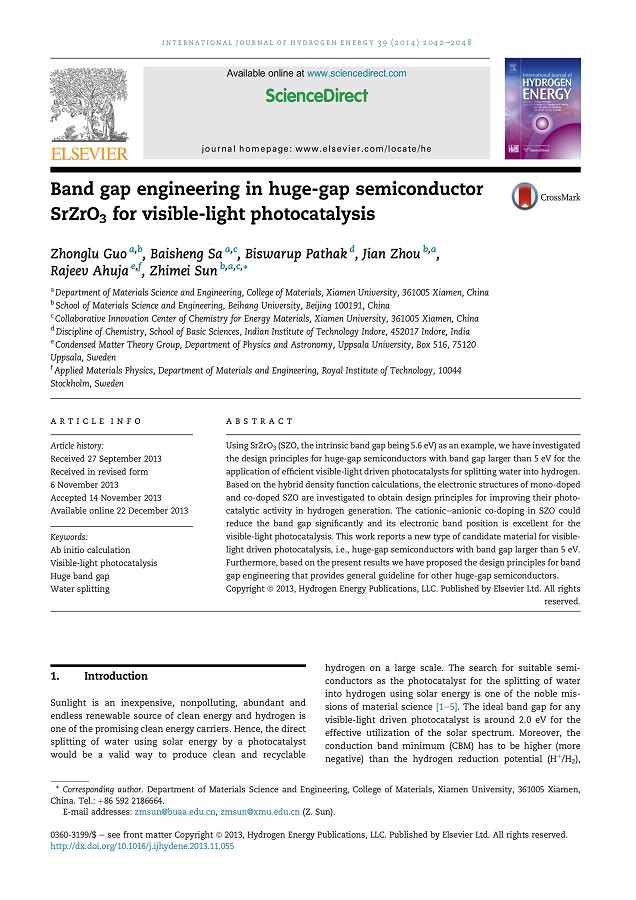 INTERNATIONAL JOURNAL OF HYDROGEN ENERGY 39 (2014) 2042–2048
Available online at www.sciencedirect.com
ScienceDirect
journal homepage: www.elsevier.com/locate/he
ELSEVIER
International Journal of
HYDROGEN
ENERGY
Band gap engineering in huge-gap semiconductor
SrZrO3 for visible-light photocatalysis
CrossMark
Zhonglu Guo a,b, Baisheng Sa a,c, Biswarup Pathak d, Jian Zhou b,a,
Rajeev Ahuja e,f, Zhimei Sun b,a,c,*
a Department of Materials Science and Engineering, College of Materials, Xiamen University, 361005 Xiamen, China
b School of Materials Science and Engineering, Beihang University, Beijing 100191, China
c Collaborative Innovation Center of Chemistry for Energy Materials, Xiamen University, 361005 Xiamen, China
d Discipline of Chemistry, School of Basic Sciences, Indian Institute of Technology Indore, 452017 Indore, India
e Condensed Matter Theory Group, Department of Physics and Astronomy, Uppsala University, Box 516, 75120
Uppsala, Sweden
f Applied Materials Physics, Department of Materials and Engineering, Royal Institute of Technology, 10044
Stockholm, Sweden
ARTICLE INFO
Article history:
Received 27 September 2013
Received in revised form
6 November 2013
Accepted 14 November 2013
Available online 22 December 2013
Keywords:
Ab initio calculation
Visible-light photocatalysis
Huge band gap
Water splitting
ABSTRACT
Using SrZrO3 (SZO, the intrinsic band gap being 5.6 eV) as an example, we have investigated
the design principles for huge-gap semiconductors with band gap larger than 5 eV for the
application of efficient visible-light driven photocatalysts for splitting water into hydrogen.
Based on the hybrid density function calculations, the electronic structures of mono-doped
and co-doped SZO are investigated to obtain design principles for improving their photo-
catalytic activity in hydrogen generation. The cationic–anionic co-doping in SZO could
reduce the band gap significantly and its electronic band position is excellent for the
visible-light photocatalysis. This work reports a new type of candidate material for visible-
light driven photocatalysis, i.e., huge-gap semiconductors with band gap larger than 5 eV.
Furthermore, based on the present results we have proposed the design principles for band
gap engineering that provides general guideline for other huge-gap semiconductors.
Copyright © 2013, Hydrogen Energy Publications, LLC. Published by Elsevier Ltd. All rights
reserved.
1. Introduction
Sunlight is an inexpensive, nonpolluting, abundant and
endless renewable source of clean energy and hydrogen is
one of the promising clean energy carriers. Hence, the direct
splitting of water using solar energy by a photocatalyst
would be a valid way to produce clean and recyclable
hydrogen on a large scale. The search for suitable semi-
conductors as the photocatalyst for the splitting of water
into hydrogen using solar energy is one of the noble mis-
sions of material science [1–5]. The ideal band gap for any
visible-light driven photocatalyst is around 2.0 eV for the
effective utilization of the solar spectrum. Moreover, the
conduction band minimum (CBM) has to be higher (more
negative) than the hydrogen reduction potential (H+/H2),
* Corresponding author. Department of Materials Science and Engineering, College of Materials, Xiamen University, 361005 Xiamen,
China. Tel.: +86 592 2186664.
E-mail addresses: zmsun@buaa.edu.cn, zmsun@xmu.edu.cn (Z. Sun).
0360-3199/$ – see front matter Copyright © 2013, Hydrogen Energy Publications, LLC. Published by Elsevier Ltd. All rights reserved.
http://dx.doi.org/10.1016/j.ijhydene.2013.11.055